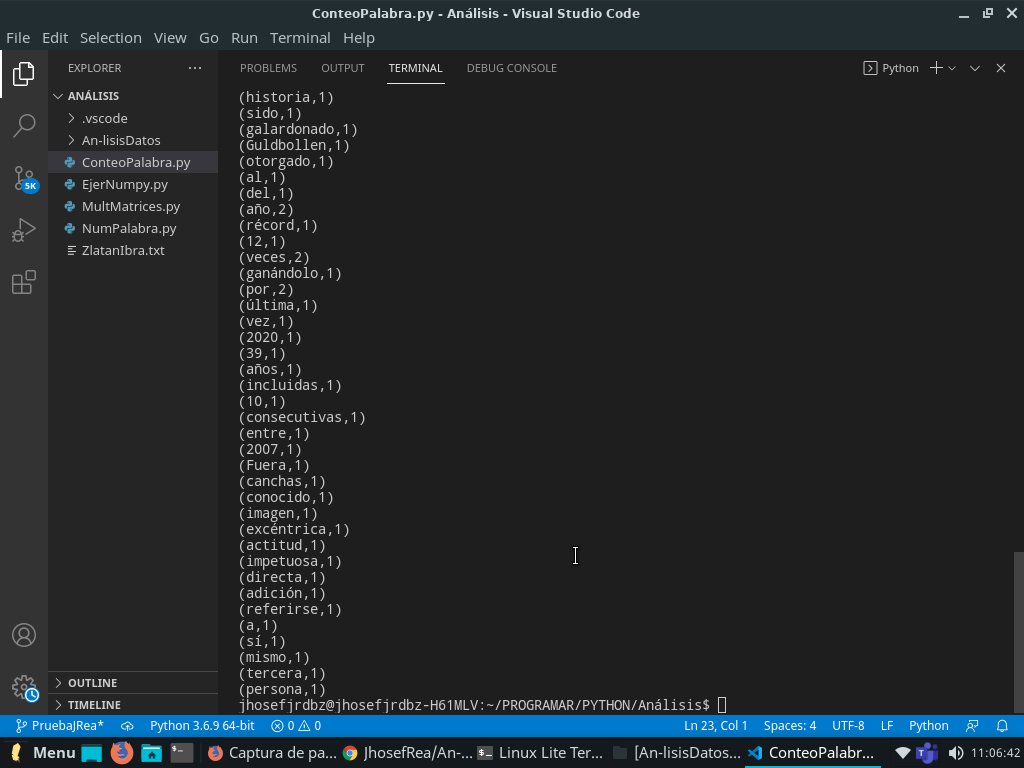 ConteoPalabra.py - Análisis - Visual Studio Code
File Edit Selection View Go Run Terminal Help
EXPLORER ···
PROBLEMS OUTPUT TERMINAL DEBUG CONSOLE
Python
ANÁLISIS
.vscode
An-lisisDatos
ConteoPalabra.py
EjerNumpy.py
MultMatrices.py
NumPalabra.py
ZlatanIbra.txt
5K
(historia,1)
(sido,1)
(galardonado,1)
(Guldbollen,1)
(otorgado,1)
(al,1)
(del,1)
(año,2)
(récord,1)
(12,1)
(veces,2)
(ganándolo,1)
(por,2)
(última,1)
(vez,1)
(2020,1)
(39,1)
(años,1)
(incluidas,1)
(10,1)
(consecutivas,1)
(entre,1)
(2007,1)
(Fuera,1)
(canchas,1)
(conocido,1)
(imagen,1)
(excéntrica,1)
(actitud,1)
(impetuosa,1)
(directa,1)
(adición,1)
(referirse,1)
(a,1)
(sí,1)
(mismo,1)
(tercera,1)
(persona,1)
jhosefjrdbz@jhosefjrdbz-H61MLV:~/PROGRAMAR/PYTHON/Análisis$
OUTLINE
TIMELINE
PruebaJRea* Python 3.6.9 64-bit 0 0 Ln 23, Col 1 Spaces: 4 UTF-8 LF Python
Menu Captura de pa... JhosefRea/An-... Linux Lite Ter... [An-lisisDatos... ConteoPalabr... 11:06:42